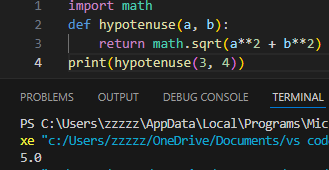 1 import math
2 def hypotenuse(a, b):
3     return math.sqrt(a**2 + b**2)
4 print(hypotenuse(3, 4))
PROBLEMS OUTPUT DEBUG CONSOLE TERMINAL
PS C:\Users\zzzzz\AppData\Local\Programs\Mic
xe "c:/Users/zzzzz/OneDrive/Documents/vs cod
5.0